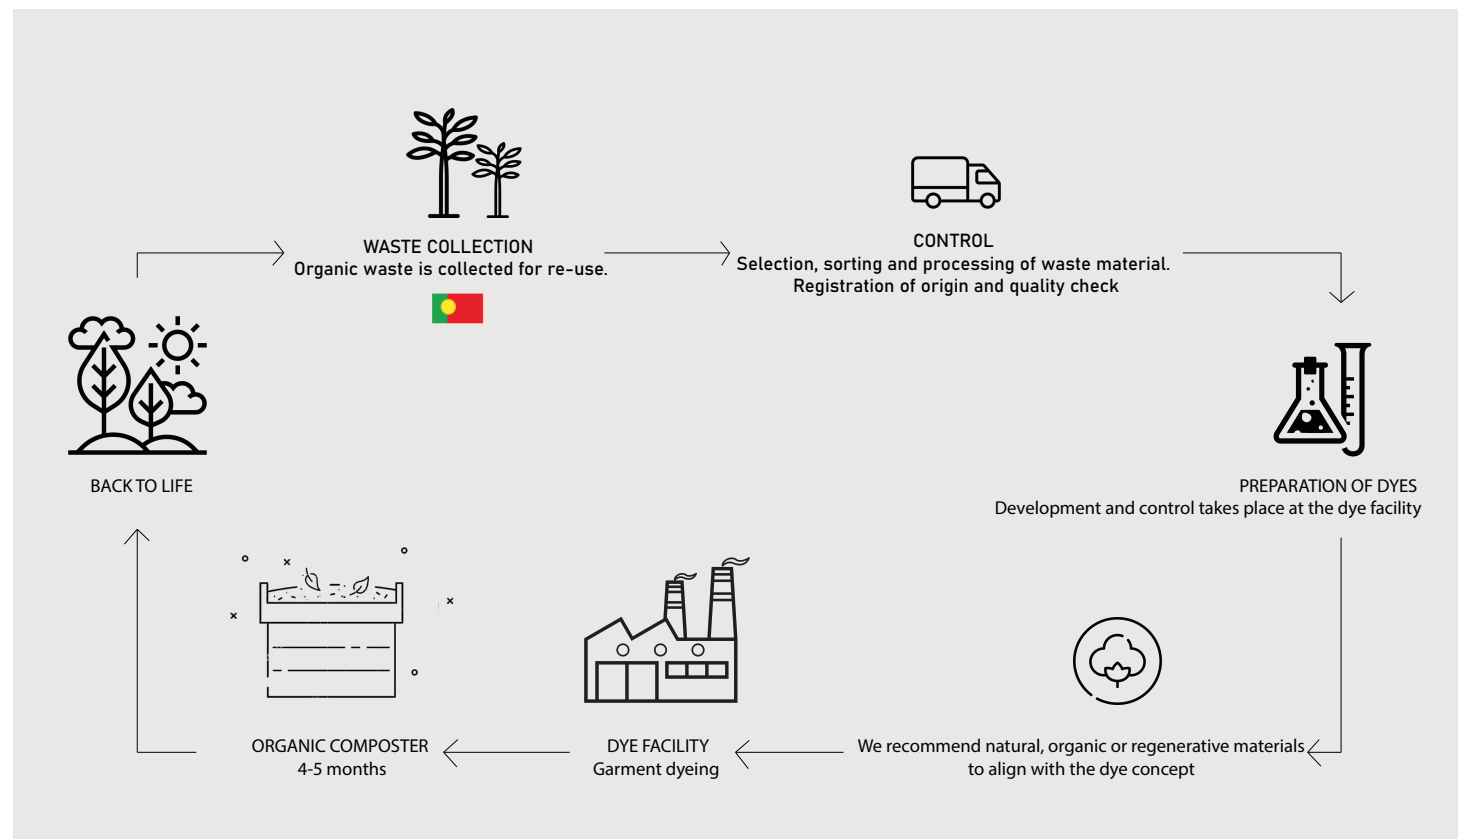 WASTE COLLECTION
Organic waste is collected for re-use.
CONTROL
Selection, sorting and processing of waste material.
Registration of origin and quality check
PREPARATION OF DYES
Development and control takes place at the dye facility
We recommend natural, organic or regenerative materials
to align with the dye concept
DYE FACILITY
Garment dyeing
ORGANIC COMPOSTER
4-5 months
BACK TO LIFE